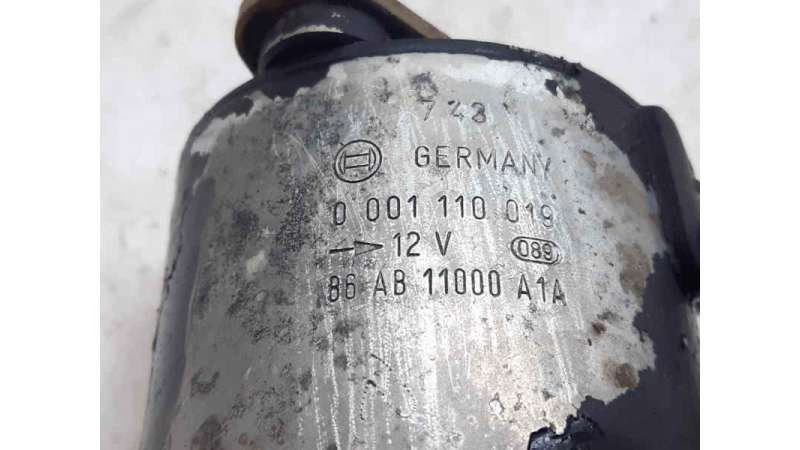 743
GERMANY
0 001 110 019
12 V 089
86 AB 11000 A1A